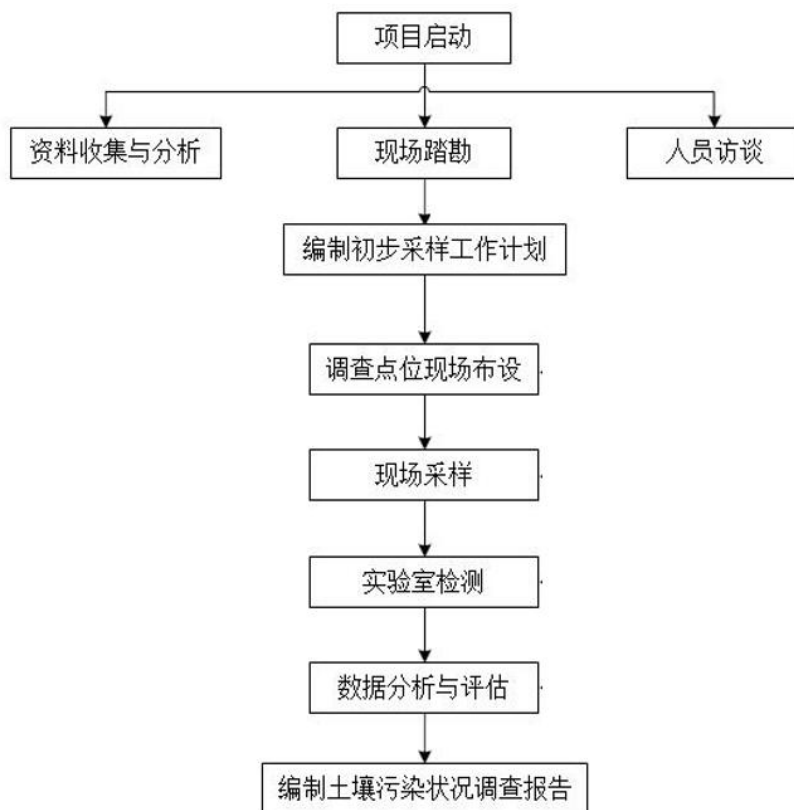 项目启动
资料收集与分析
现场踏勘
人员访谈
编制初步采样工作计划
调查点位现场布设
现场采样
实验室检测
数据分析与评估
编制土壤污染状况调查报告